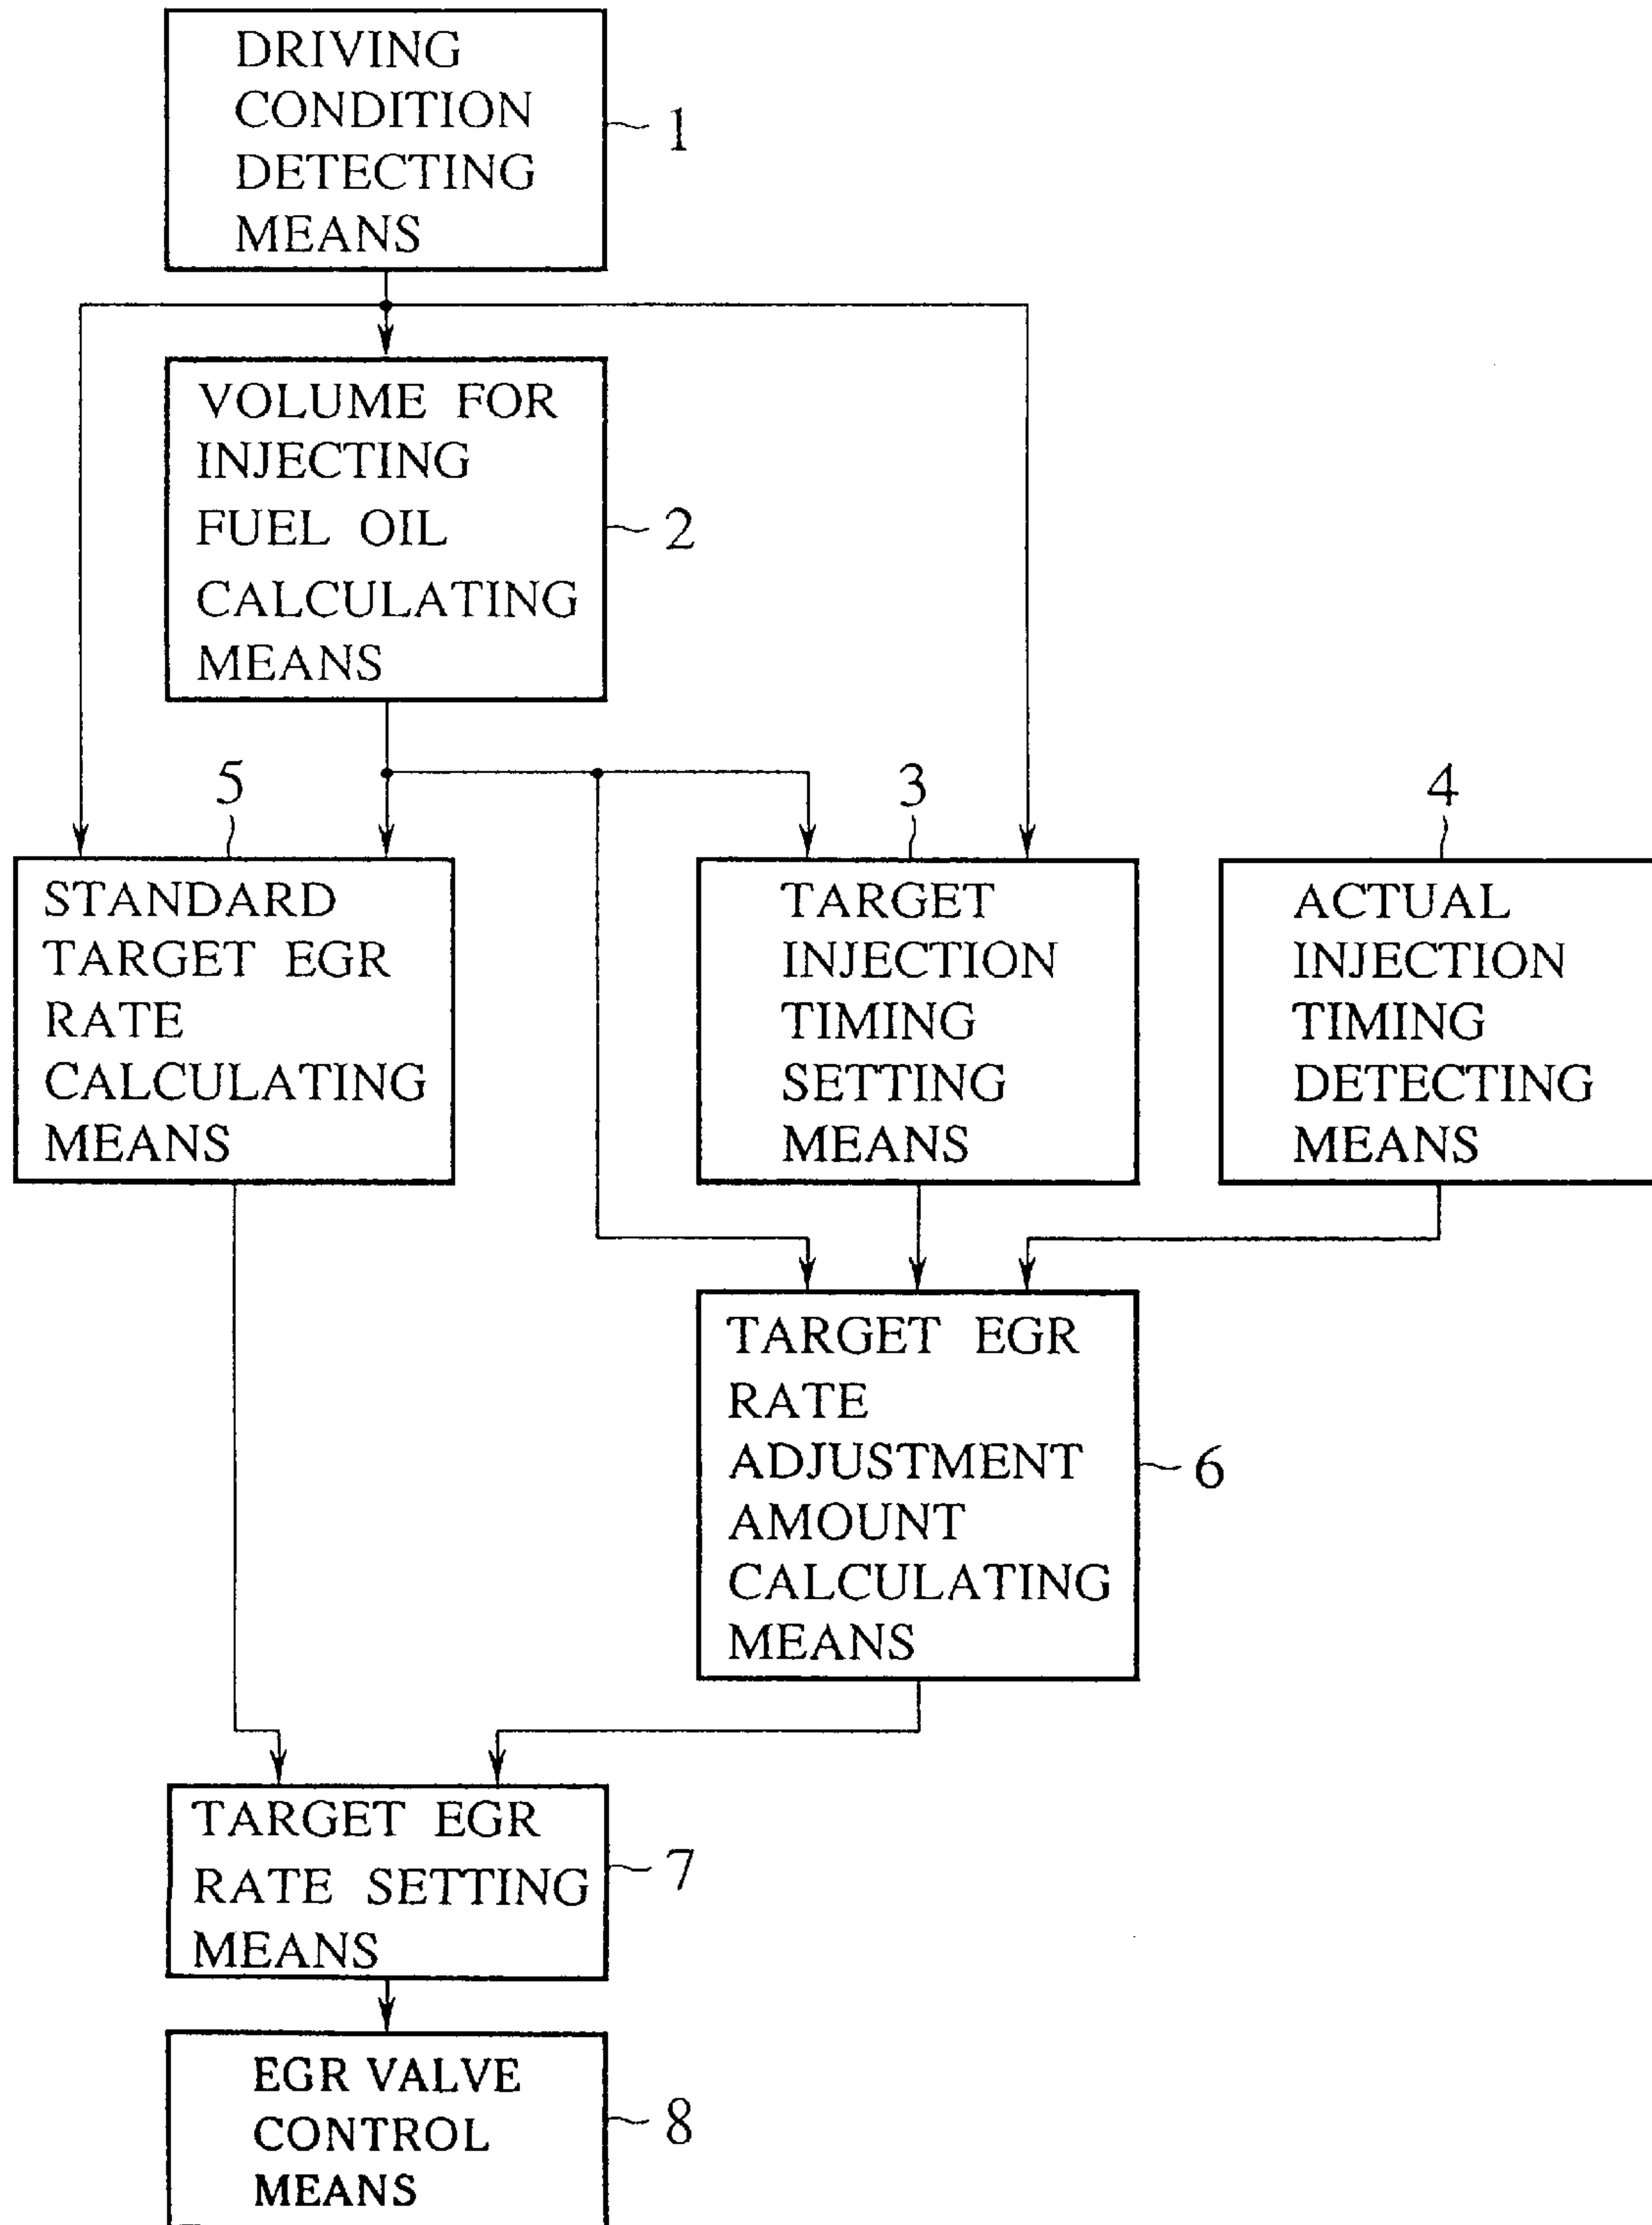 DRIVING
CONDITION
DETECTING
MEANS
1
VOLUME FOR
INJECTING
FUEL OIL
CALCULATING
MEANS
2
5
STANDARD
TARGET EGR
RATE
CALCULATING
MEANS
3
TARGET
INJECTION
TIMING
SETTING
MEANS
4
ACTUAL
INJECTION
TIMING
DETECTING
MEANS
TARGET EGR
RATE
ADJUSTMENT
AMOUNT
CALCULATING
MEANS
6
TARGET EGR
RATE SETTING
MEANS
7
EGR VALVE
CONTROL
MEANS
8